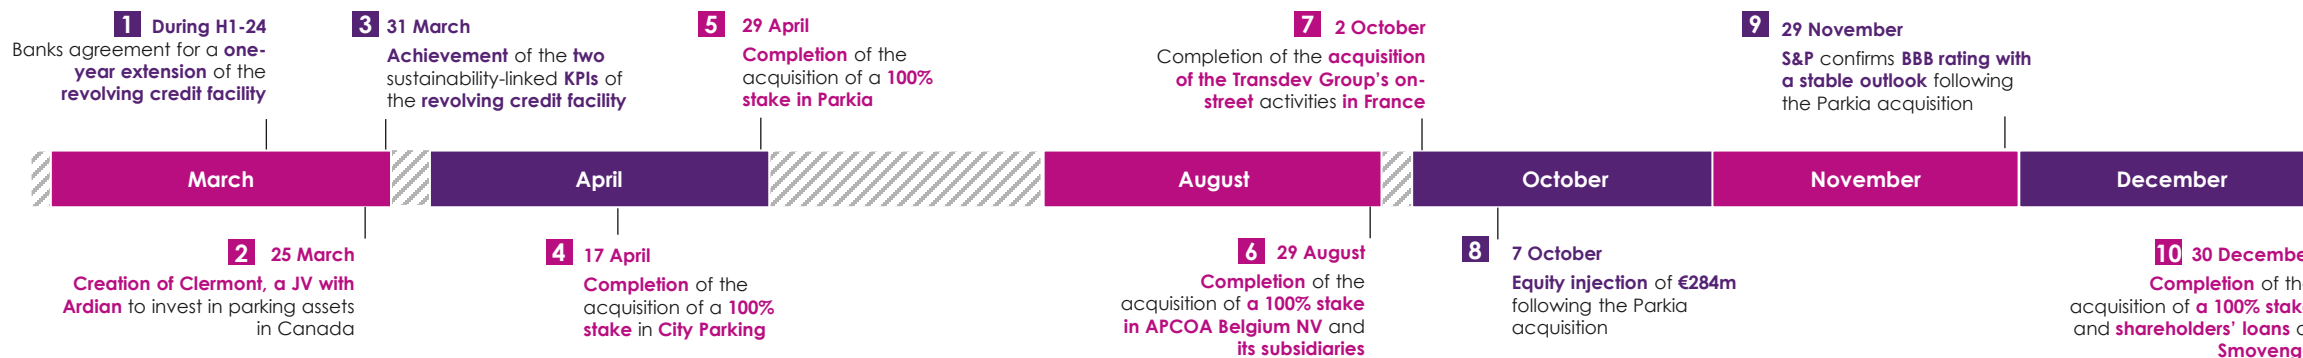 1 During H1-24
Banks agreement for a one-
year extension of the
revolving credit facility
3 31 March
Achievement of the two
sustainability-linked KPIs of
the revolving credit facility
5 29 April
Completion of the
acquisition of a 100%
stake in Parkia
7 2 October
Completion of the acquisition
of the Transdev Group's on-
street activities in France
9 29 November
S&P confirms BBB rating with
a stable outlook following
the Parkia acquisition
March
April
August
October
November
December
2 25 March
Creation of Clermont, a JV with
Ardian to invest in parking assets
in Canada
4 17 April
Completion of the
acquisition of a 100%
stake in City Parking
6 29 August
Completion of the
acquisition of a 100% stake
in APCOA Belgium NV and
its subsidiaries
8 7 October
Equity injection of €284m
following the Parkia
acquisition
10 30 Decembe
Completion of the
acquisition of a 100% stake
and shareholders' loans
Smoveng